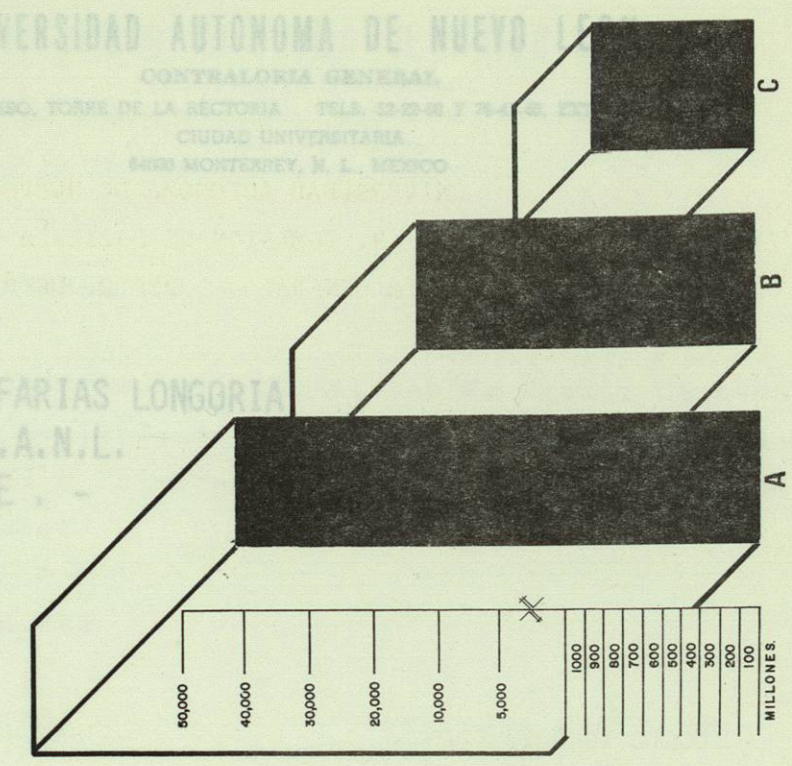 UNIVERSIDAD AUTONOMA DE NUEVO LEON
CONTRALORIA GENERAL
TORRE DE LA RECTORIA TELS.
CIUDAD UNIVERSITARIA
MONTERREY, N. L., MEXICO
FARIAS LONGORIA
.A.N.L.
E . -
50,000
40,000
30,000
20,000
10,000
5,000
1000
900
800
700
600
500
400
300
200
100
MILLONES.
A
B
C